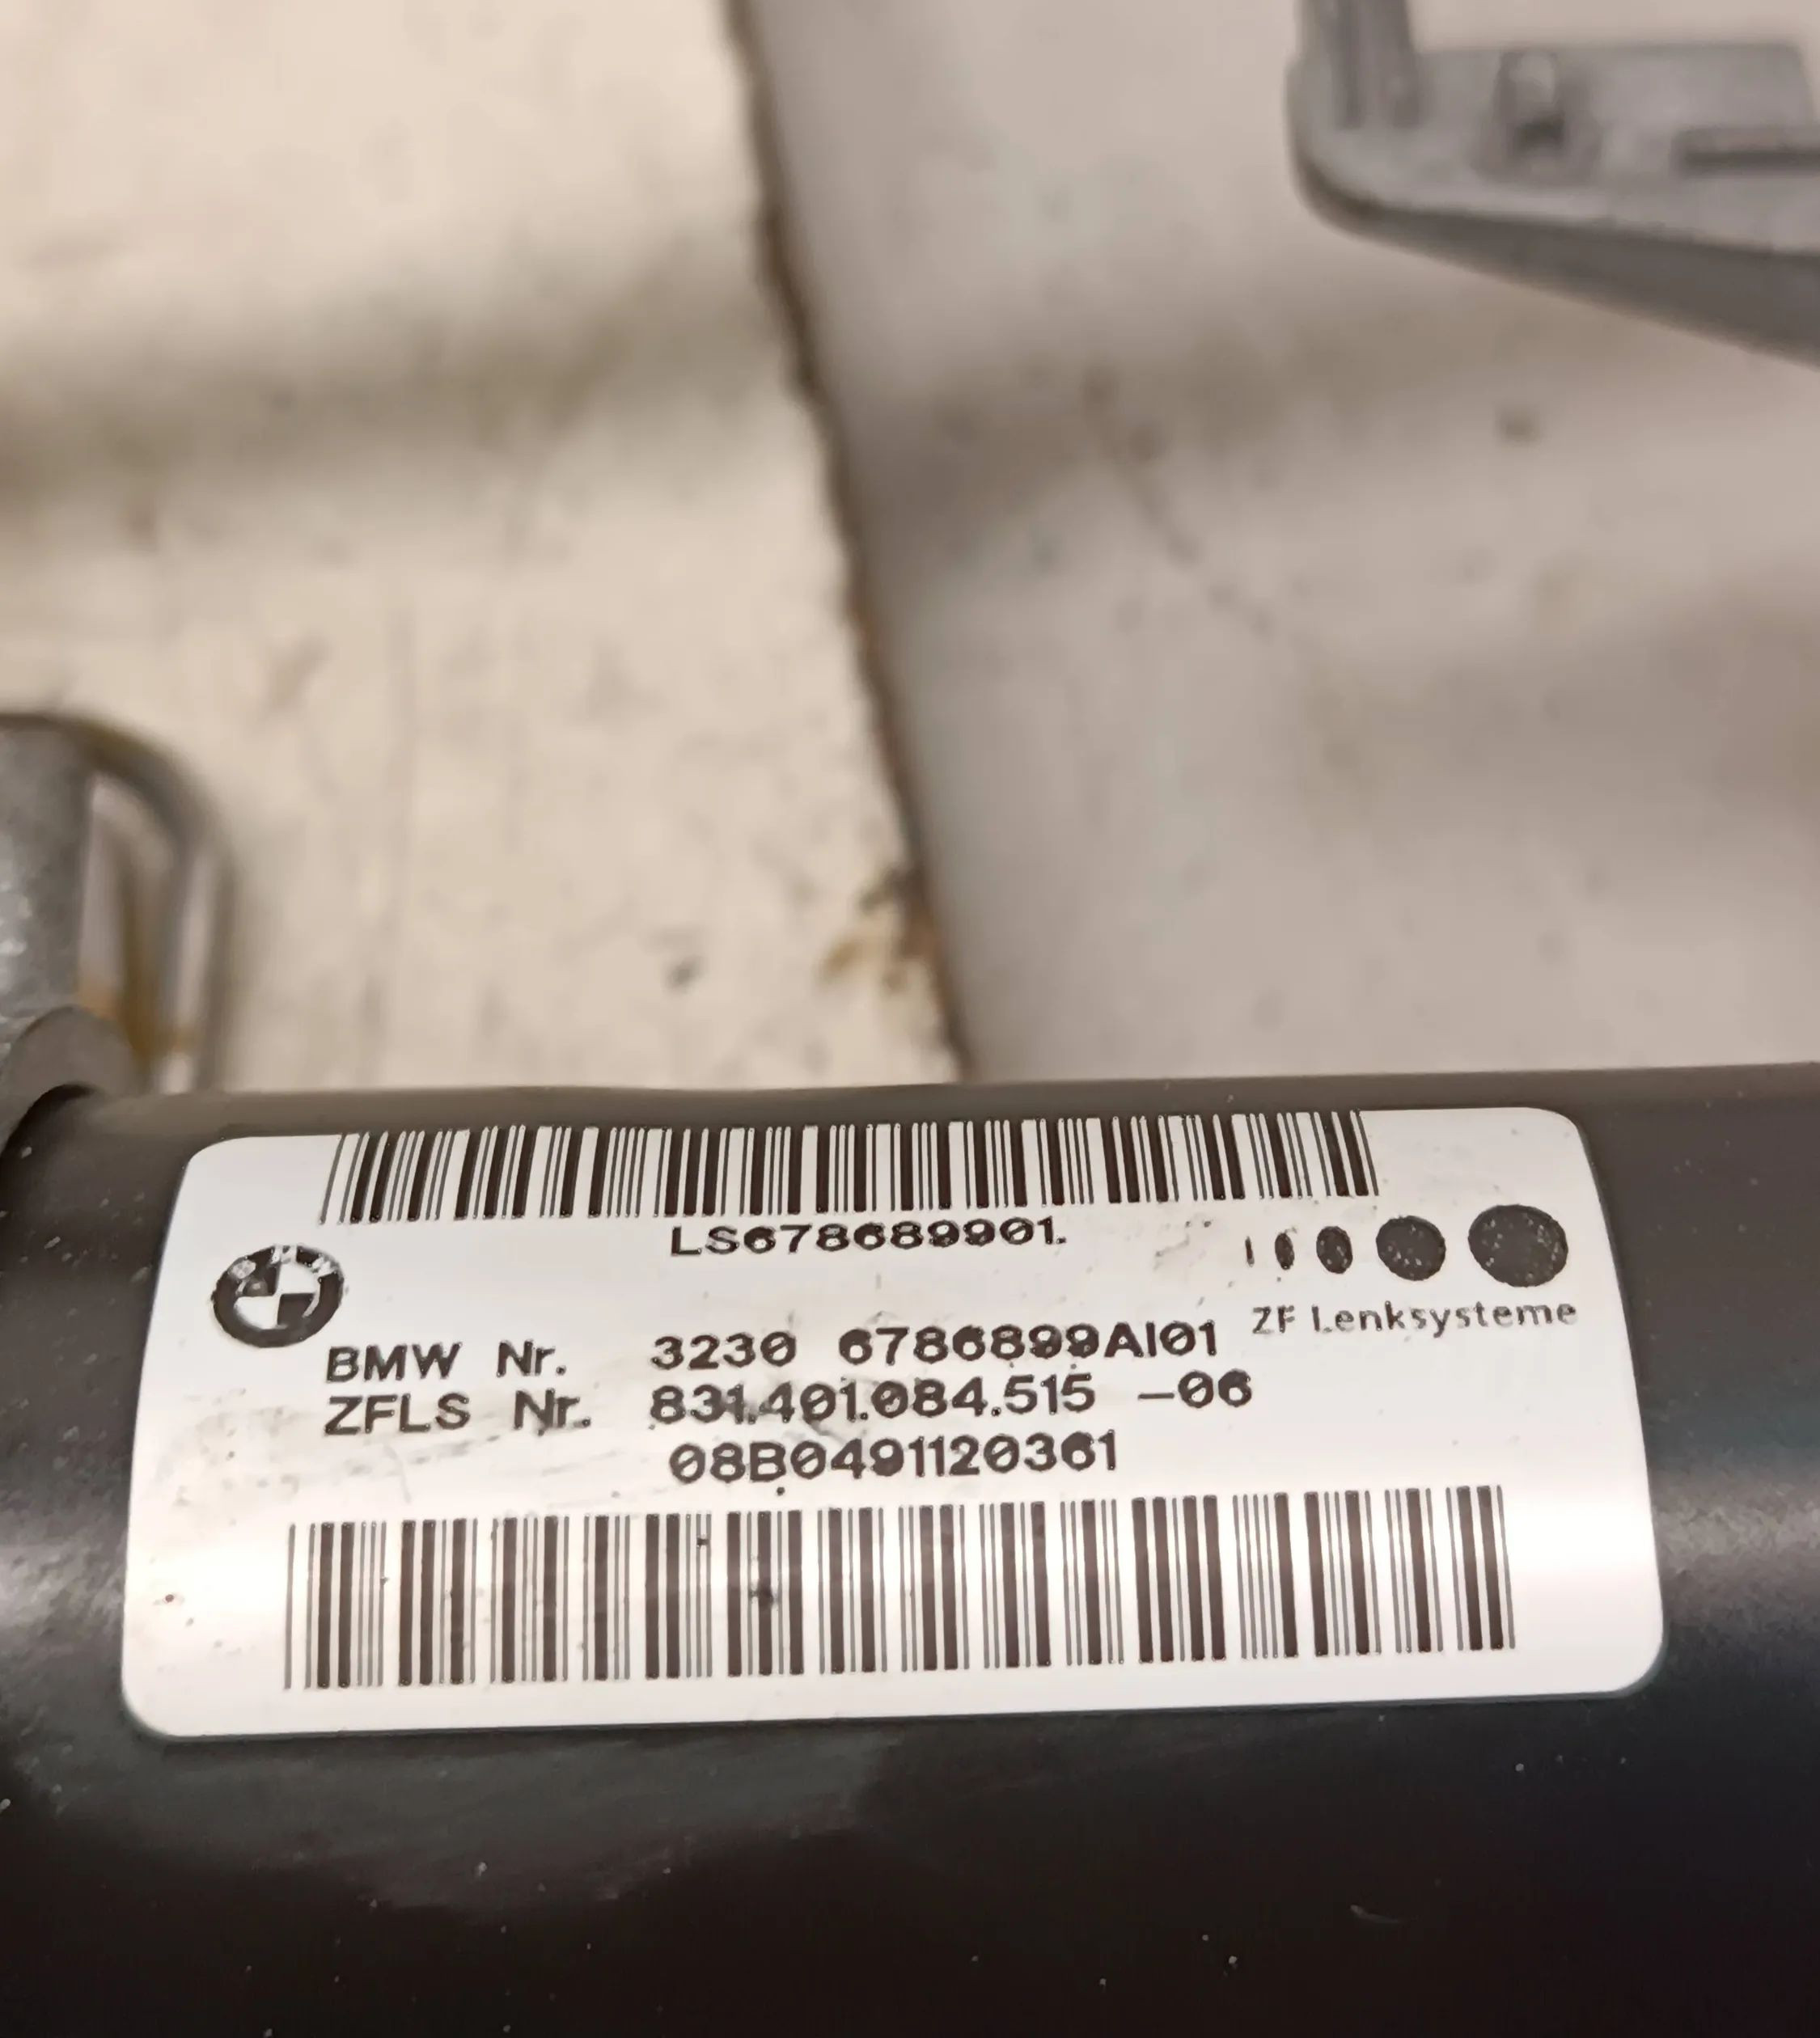 LS678689901.
BMW Nr. 3230 6786899AI01
ZF Lenksysteme
ZFLS Nr. 831.401.084.515 -06
08B0491120361